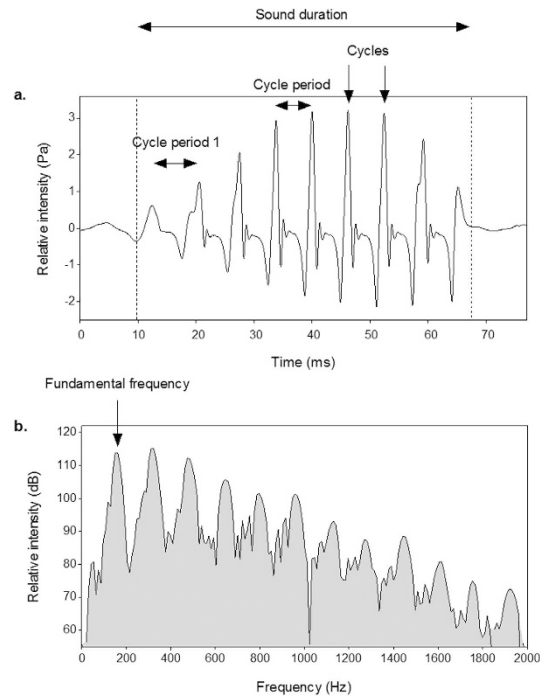 Sound duration
Cycles
a.
Cycle period
Cycle period 1
3
2
1
0
-1
-2
Relative intensity (Pa)
0 10 20 30 40 50 60 70
Time (ms)
Fundamental frequency
b.
120
110
100
90
80
70
60
Relative intensity (dB)
0 200 400 600 800 1000 1200 1400 1600 1800 2000
Frequency (Hz)